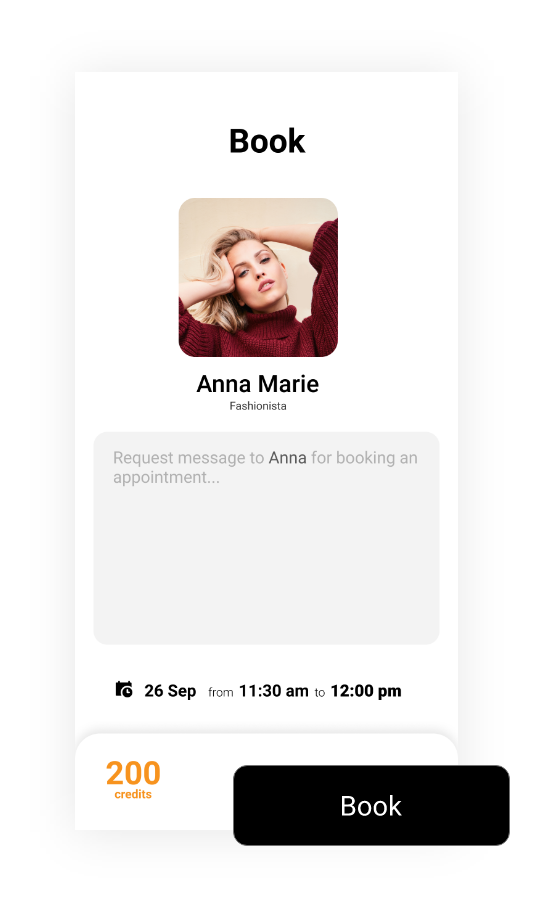 Book
Anna Marie
Fashionista
Request message to Anna for booking an
appointment...
26 Sep from 11:30 am to 12:00 pm
200
credits
Book